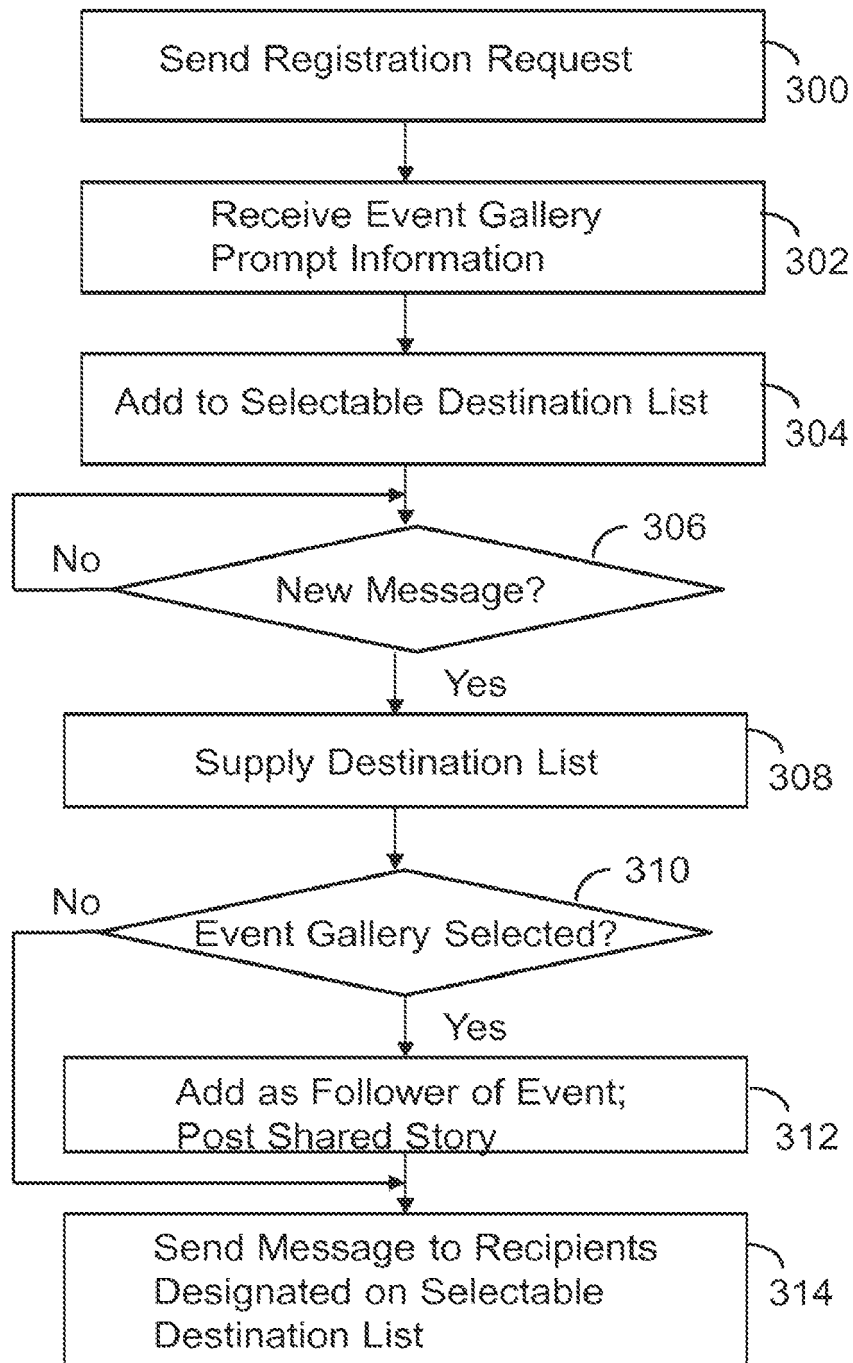 Send Registration Request
300
Receive Event Gallery
Prompt Information
302
Add to Selectable Destination List
304
306
No
New Message?
Yes
Supply Destination List
308
310
No
Event Gallery Selected?
Yes
Add as Follower of Event;
Post Shared Story
312
Send Message to Recipients
Designated on Selectable
Destination List
314